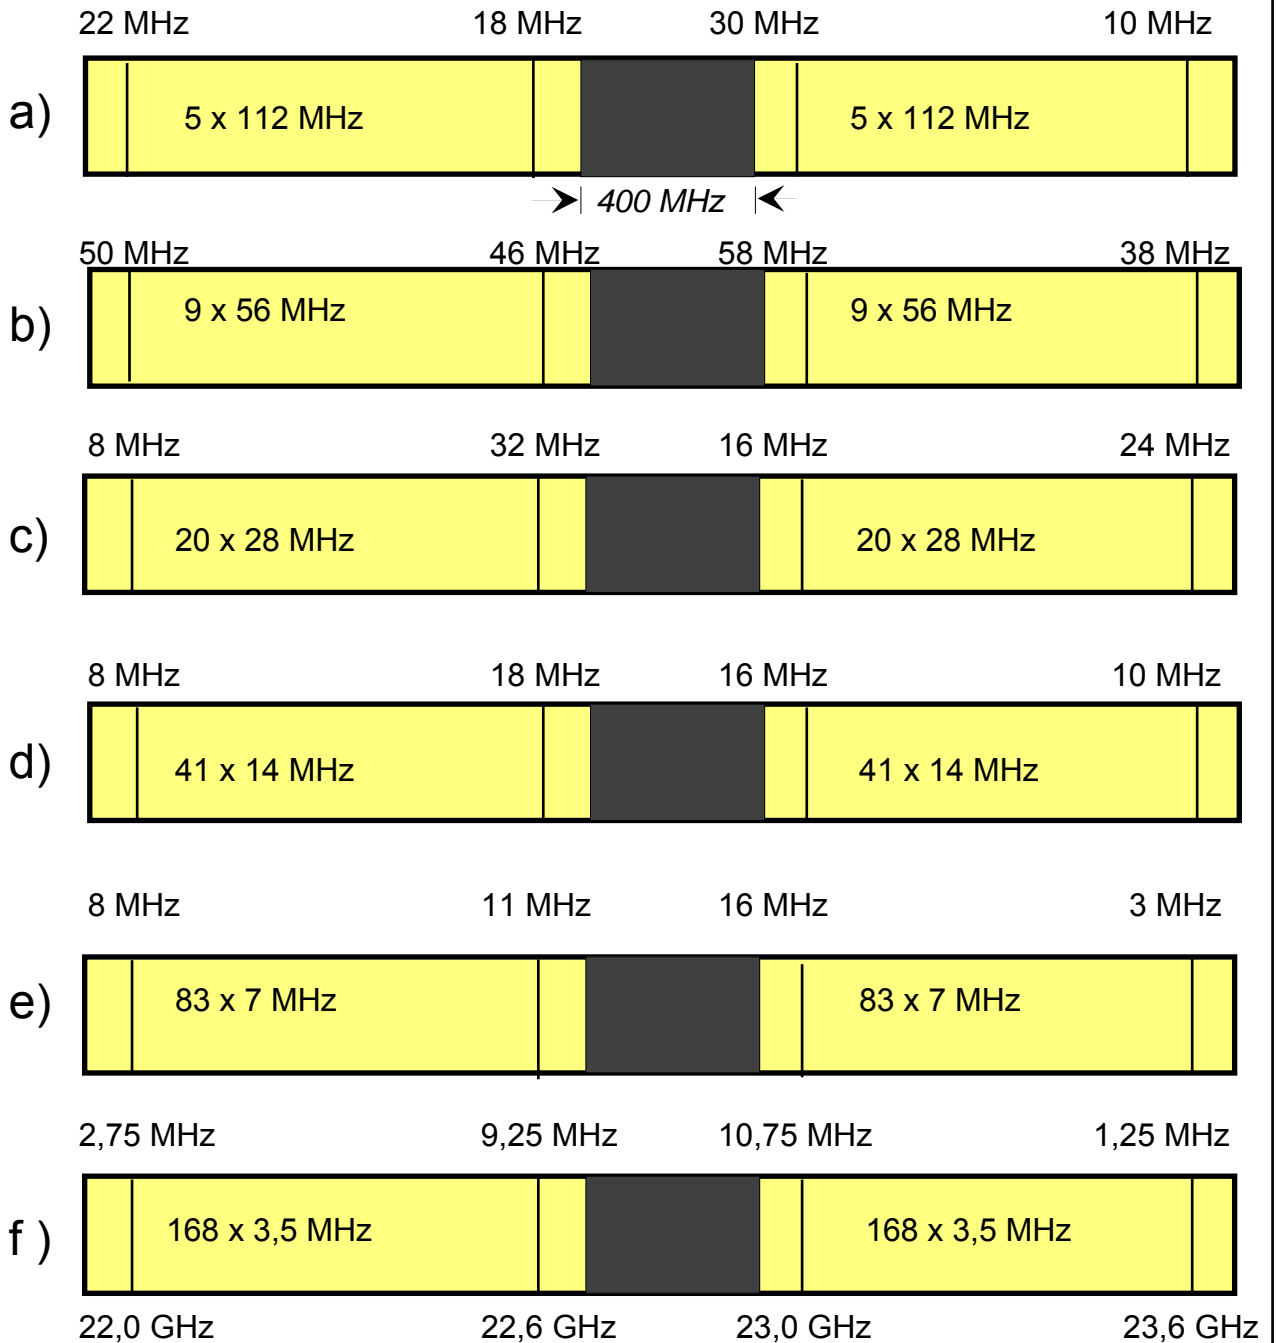 22 MHz 18 MHz 30 MHz 10 MHz
a) 5 x 112 MHz 5 x 112 MHz
400 MHz
50 MHz 46 MHz 58 MHz 38 MHz
b) 9 x 56 MHz 9 x 56 MHz
8 MHz 32 MHz 16 MHz 24 MHz
c) 20 x 28 MHz 20 x 28 MHz
8 MHz 18 MHz 16 MHz 10 MHz
d) 41 x 14 MHz 41 x 14 MHz
8 MHz 11 MHz 16 MHz 3 MHz
e) 83 x 7 MHz 83 x 7 MHz
2,75 MHz 9,25 MHz 10,75 MHz 1,25 MHz
f ) 168 x 3,5 MHz 168 x 3,5 MHz
22,0 GHz 22,6 GHz 23,0 GHz 23,6 GHz